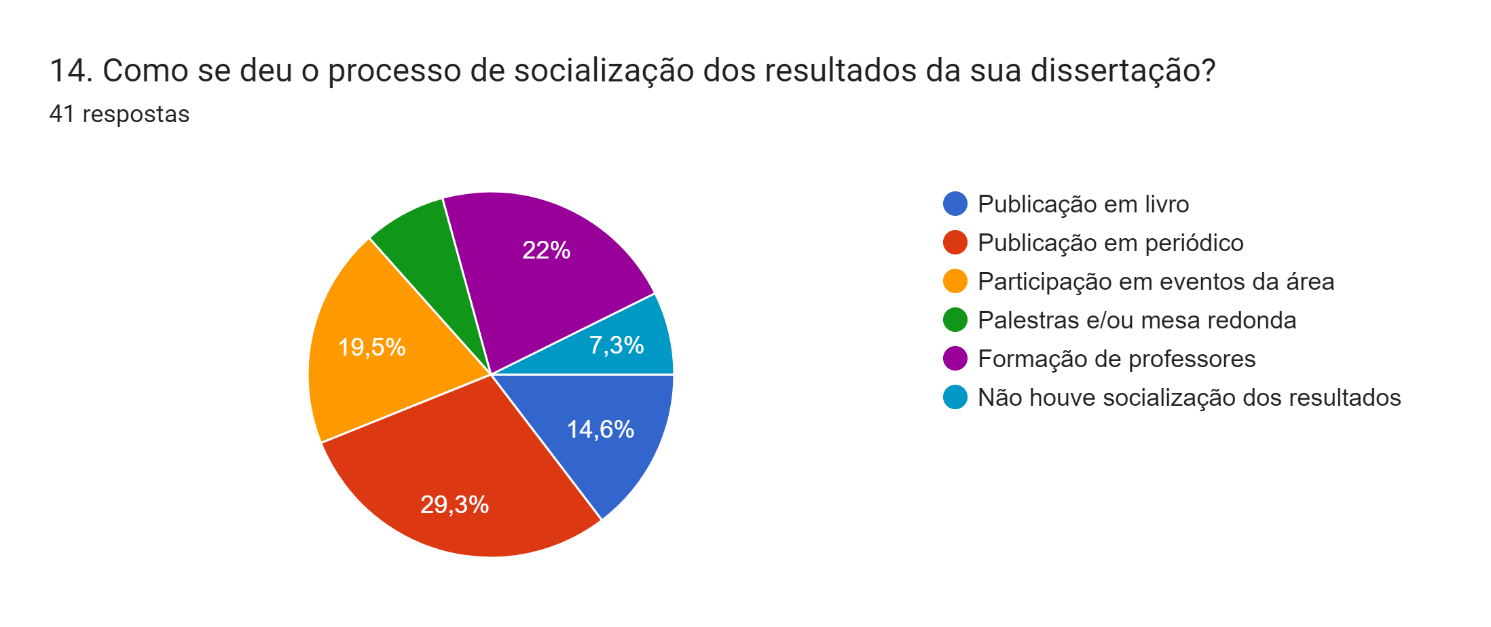 14. Como se deu o processo de socialização dos resultados da sua dissertação?
41 respostas
22%
7,3%
19,5%
14,6%
29,3%
Publicação em livro
Publicação em periódico
Participação em eventos da área
Palestras e/ou mesa redonda
Formação de professores
Não houve socialização dos resultados